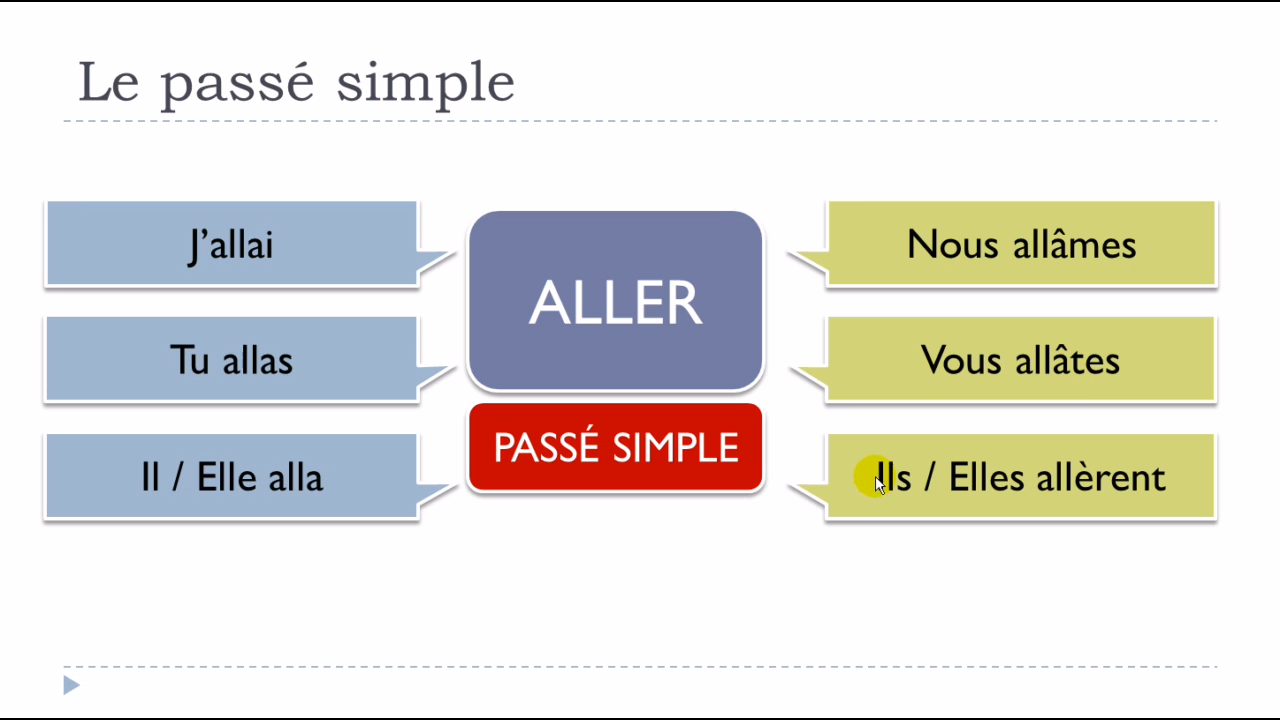 Le passé simple
J’allai
Tu allas
Il / Elle alla
ALLER
PASSÉ SIMPLE
Nous allâmes
Vous allâtes
Ils / Elles allèrent